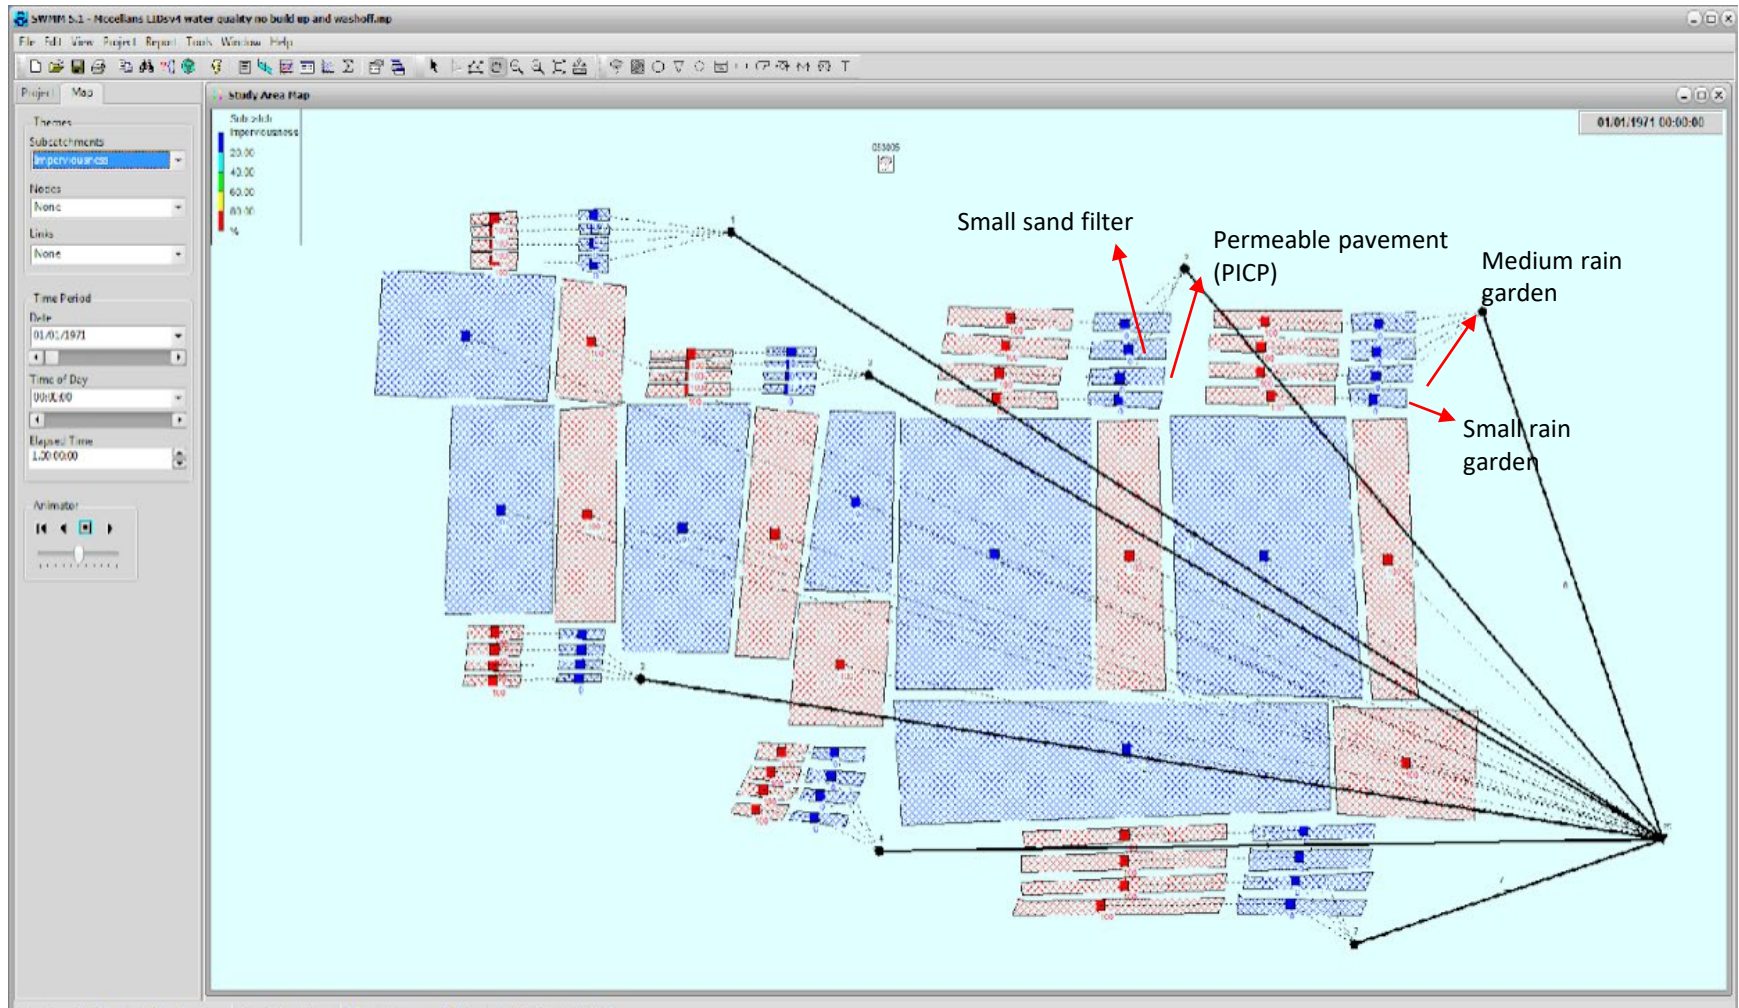 SWMM 5.1 - Mccellans LIDsv4 water quality no build up and washoff.inp
File Edit View Project Report Tools Window Help
Project Map
Study Area Map
Themes
Subcatchments
Imperviousness
Nodes
None
Links
None
Time Period
Date
01/01/1971
Time of Day
00:00:00
Elapsed Time
1.00:00:00
Animator
Subcatch
Imperviousness
20.00
40.00
60.00
80.00
%
01/01/1971 00:00:00
053005
Small sand filter
Permeable pavement
(PICP)
Medium rain
garden
Small rain
garden